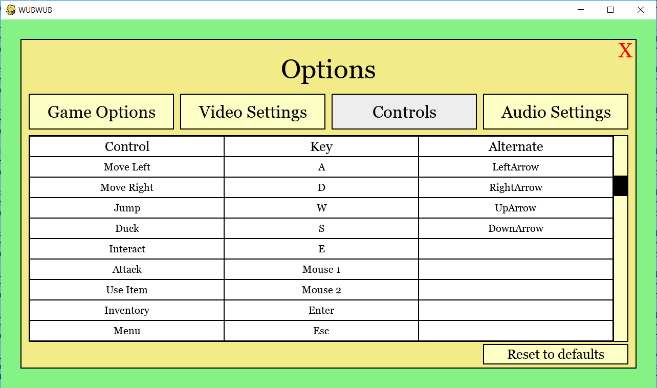 WUBWUB
X
Options
Game Options Video Settings Controls Audio Settings
Control Key Alternate
Move Left A LeftArrow
Move Right D RightArrow
Jump W UpArrow
Duck S DownArrow
Interact E
Attack Mouse 1
Use Item Mouse 2
Inventory Enter
Menu Esc
Reset to defaults